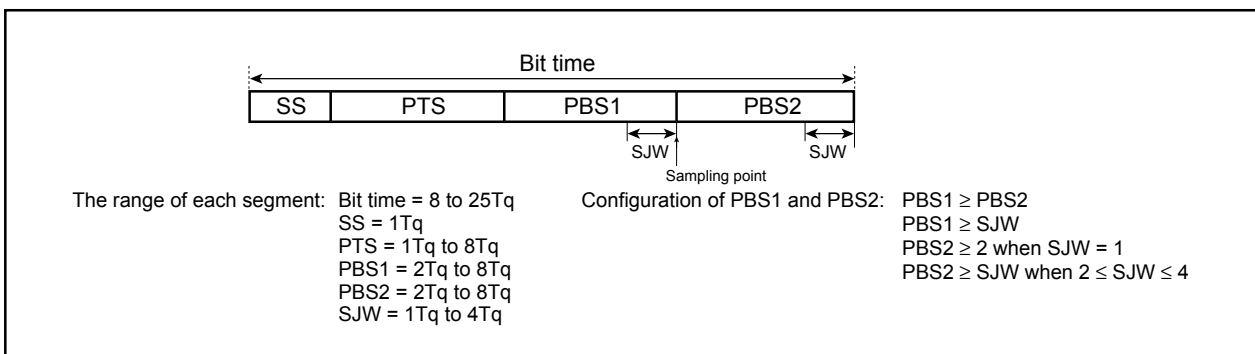 Bit time
SS PTS PBS1 PBS2
SJW SJW
Sampling point
The range of each segment: Bit time = 8 to 25Tq
SS = 1Tq
PTS = 1Tq to 8Tq
PBS1 = 2Tq to 8Tq
PBS2 = 2Tq to 8Tq
SJW = 1Tq to 4Tq
Configuration of PBS1 and PBS2: PBS1 ≥ PBS2
PBS1 ≥ SJW
PBS2 ≥ 2 when SJW = 1
PBS2 ≥ SJW when 2 ≤ SJW ≤ 4